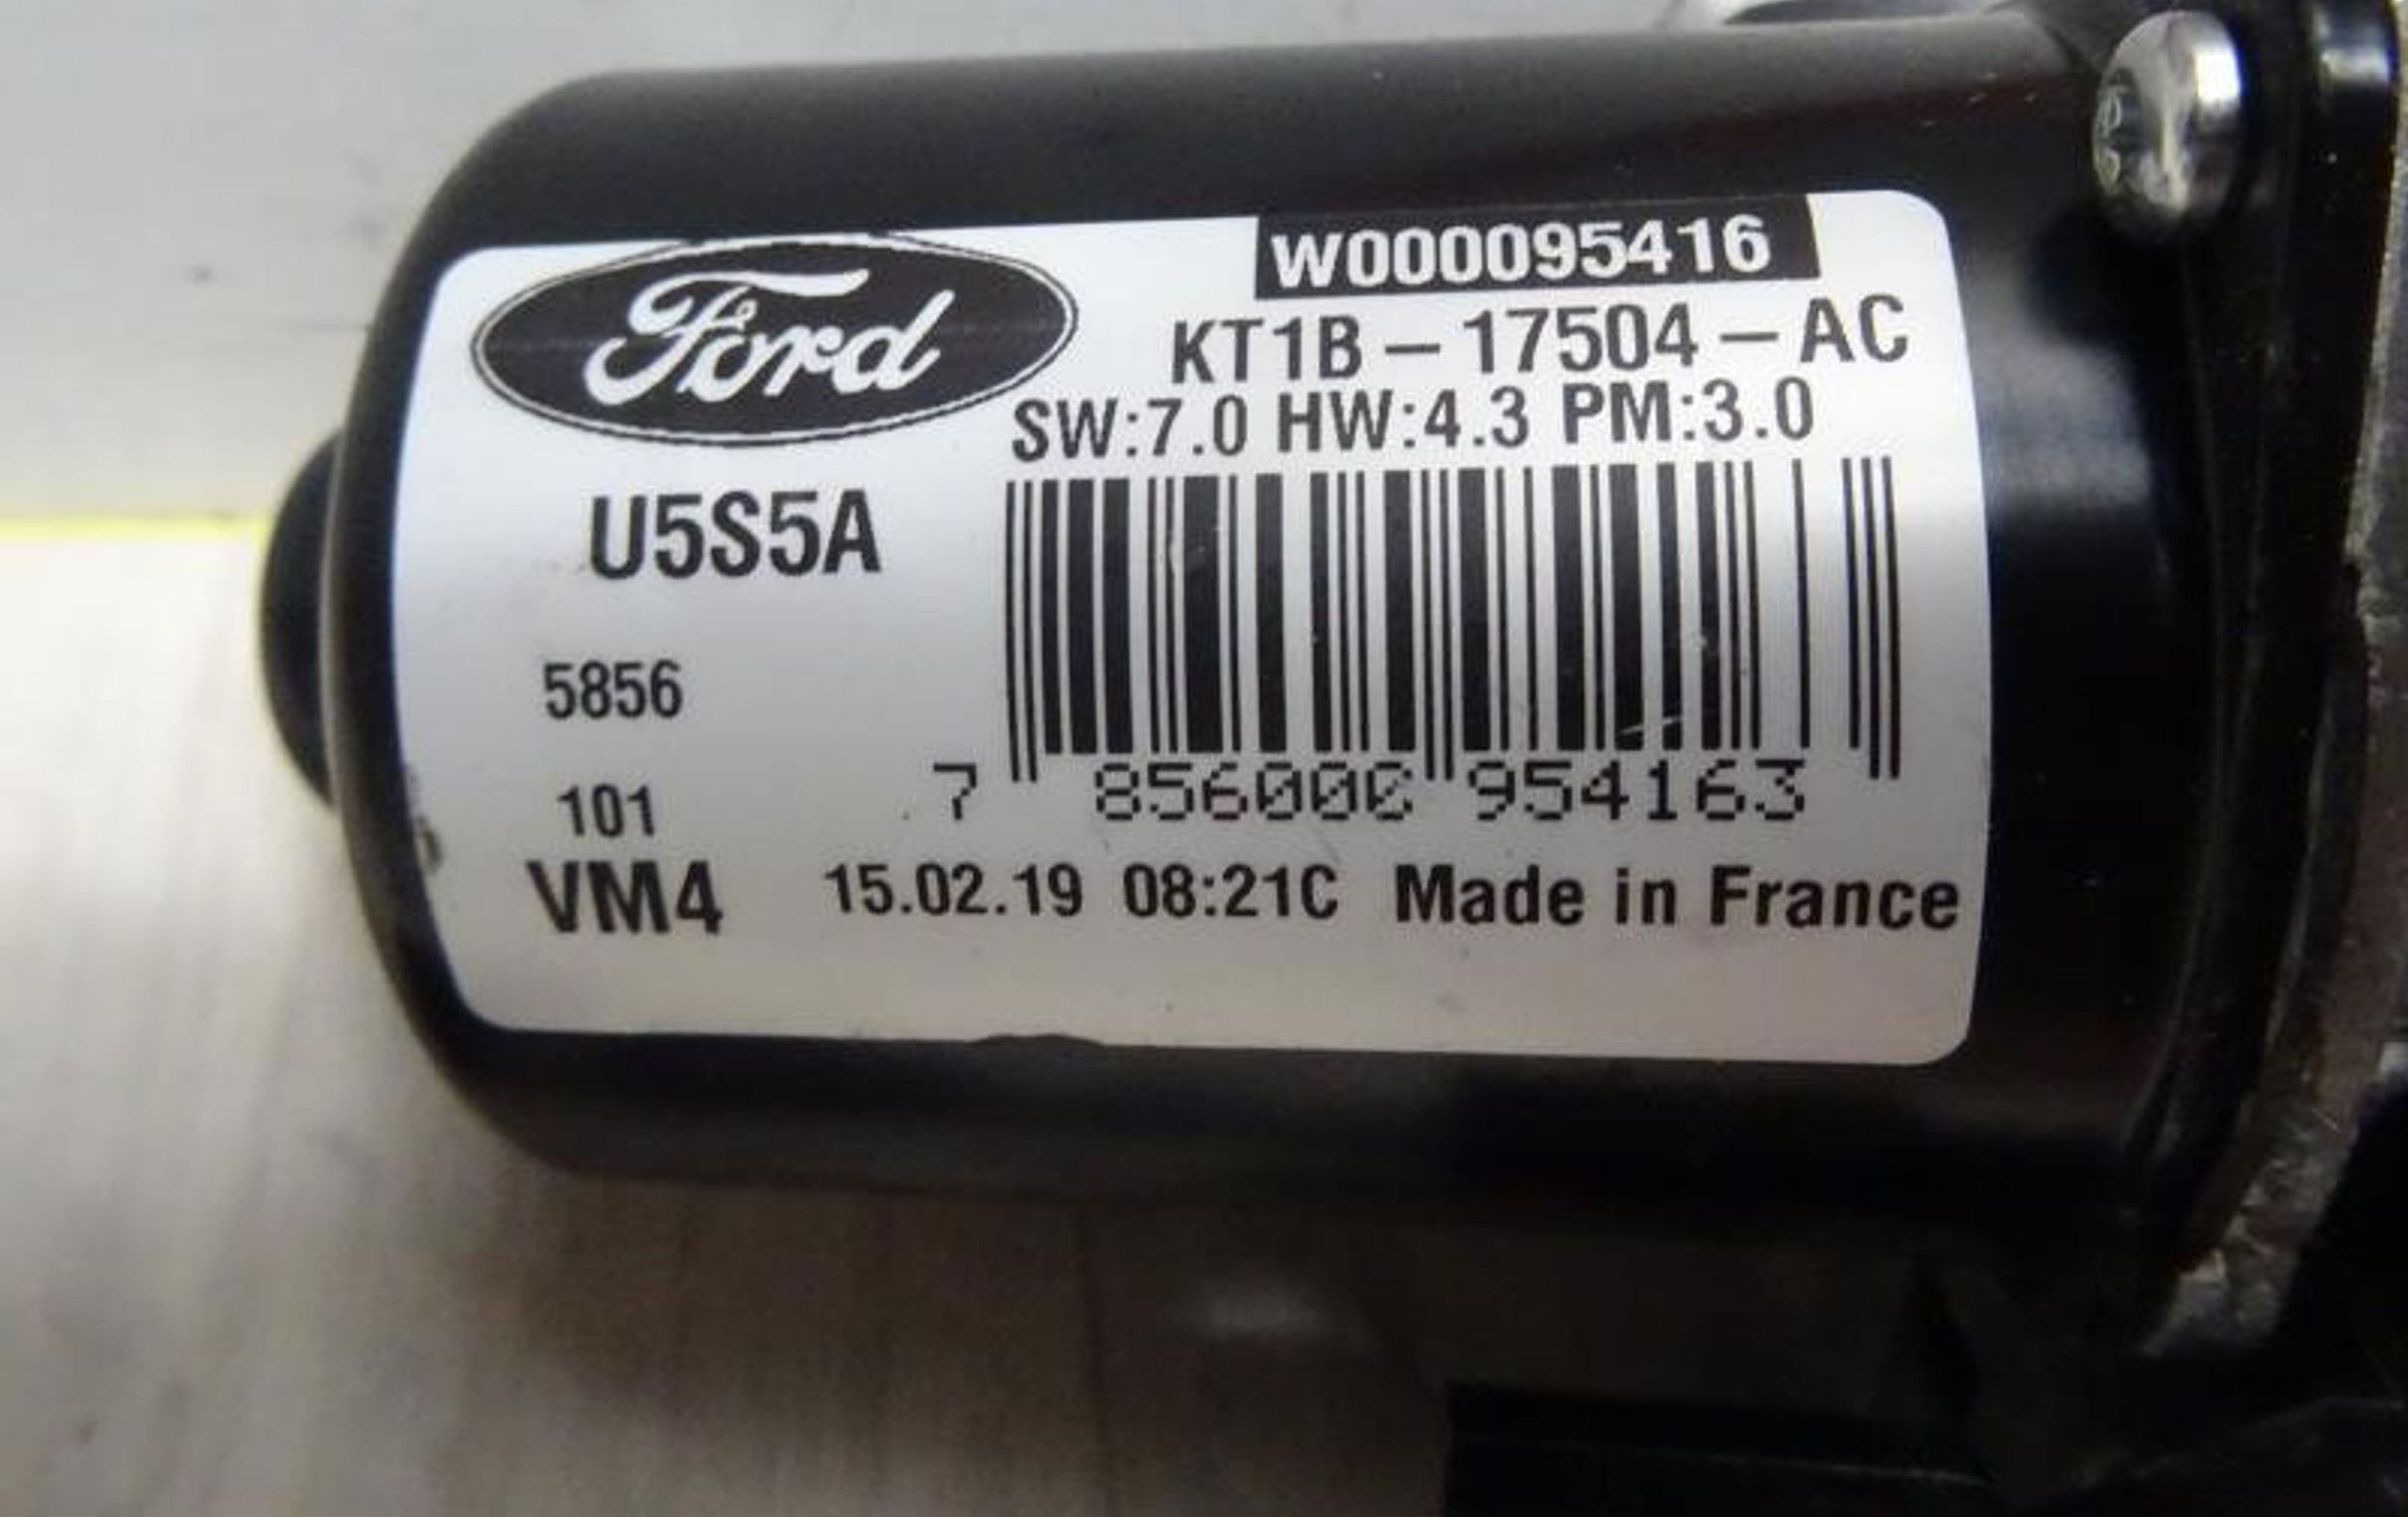 W000095416
Ford
KT1B-17504-AC
SW:7.0 HW:4.3 PM:3.0
U5S5A
5856
7 856000 954163
101
VM4 15.02.19 08:21C Made in France